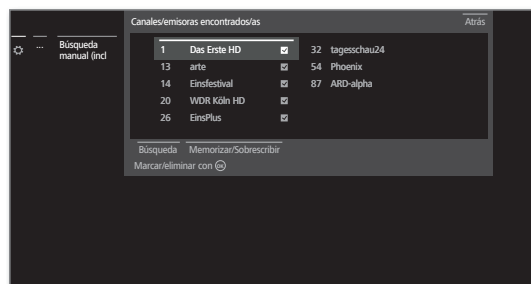 Canales/emisoras encontrados/as
Atrás
...
Búsqueda
manual (incl
1 Das Erste HD
32 tagesschau24
13 arte
54 Phoenix
14 Einsfestival
87 ARD-alpha
20 WDR Köln HD
26 EinsPlus
Búsqueda Memorizar/Sobrescribir
Marcar/eliminar con OK